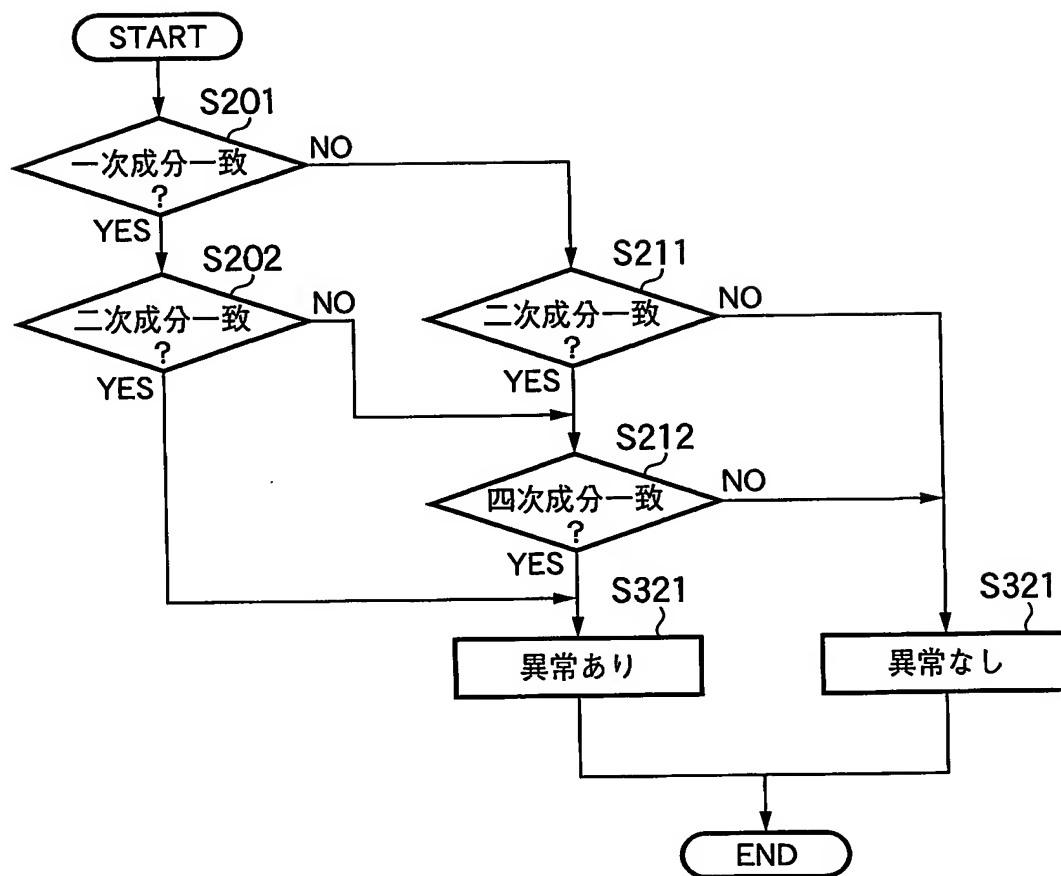 START
S201
一次成分一致
?
NO
YES
S202
二次成分一致
?
NO
YES
S211
二次成分一致
?
NO
YES
S212
四次成分一致
?
NO
YES
S321
異常あり
S321
異常なし
END